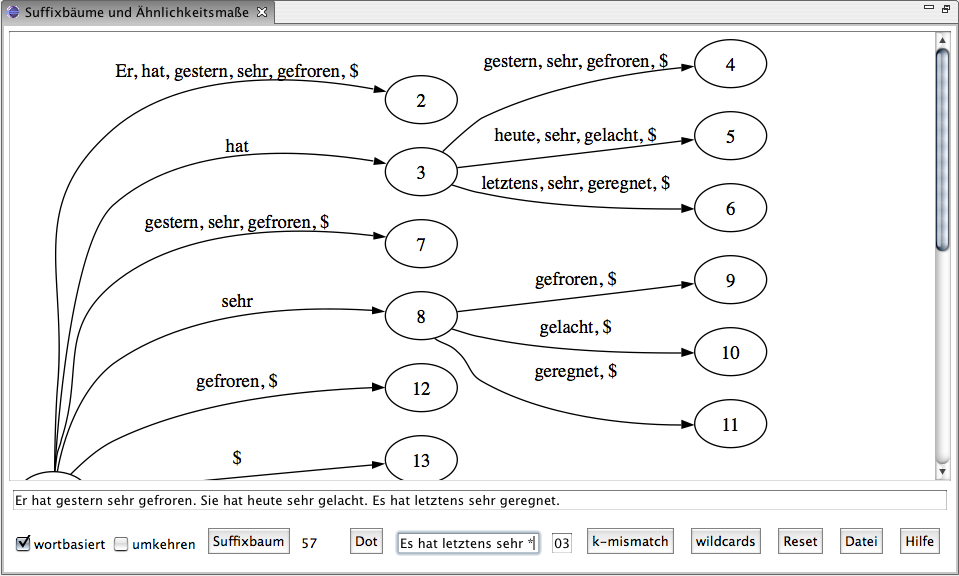 Suffixbäume und Ähnlichkeitsmaße
Er, hat, gestern, sehr, gefroren, $
gestern, sehr, gefroren, $
4
2
heute, sehr, gelacht, $
5
hat
3
letztens, sehr, geregnet, $
6
gestern, sehr, gefroren, $
7
gefroren, $
9
sehr
8
gelacht, $
10
geregnet, $
11
gefroren, $
12
$
13
Er hat gestern sehr gefroren. Sie hat heute sehr gelacht. Es hat letztens sehr geregnet.
wortbasiert umkehren Suffixbaum 57 Dot Es hat letztens sehr * 03 k-mismatch wildcards Reset Datei Hilfe